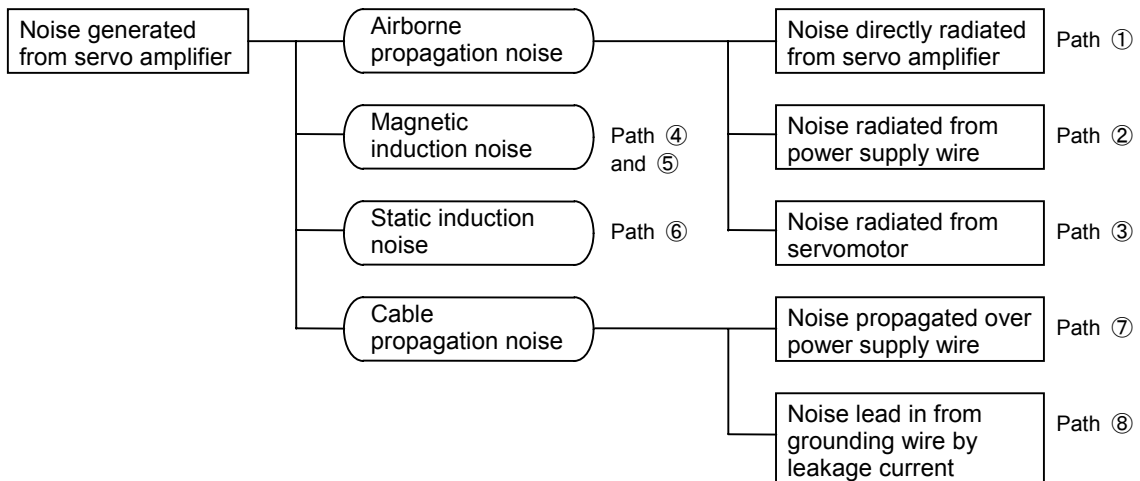 Noise generated
from servo amplifier
Airborne
propagation noise
Noise directly radiated
from servo amplifier
Path ①
Magnetic
induction noise
Path ④
and ⑤
Noise radiated from
power supply wire
Path ②
Static induction
noise
Path ⑥
Noise radiated from
servomotor
Path ③
Cable
propagation noise
Noise propagated over
power supply wire
Path ⑦
Noise lead in from
grounding wire by
leakage current
Path ⑧